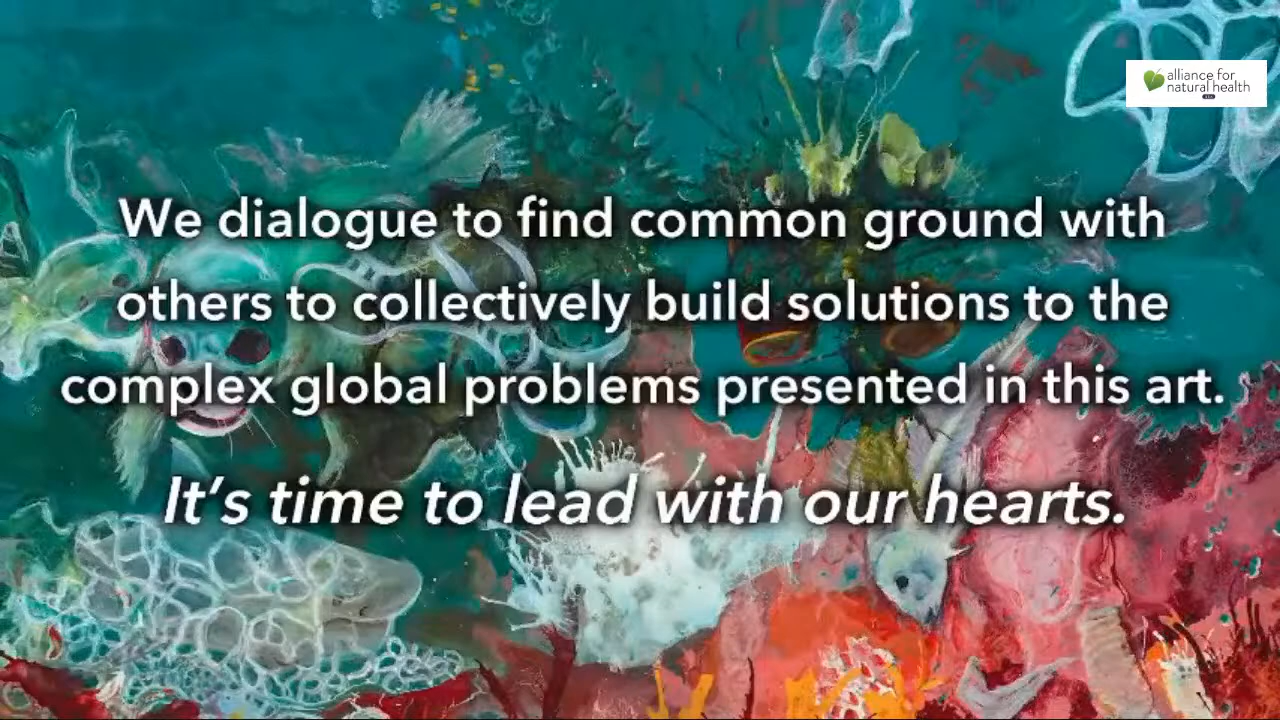 alliance for
natural health
We dialogue to find common ground with
others to collectively build solutions to the
complex global problems presented in this art.
It's time to lead with our hearts.